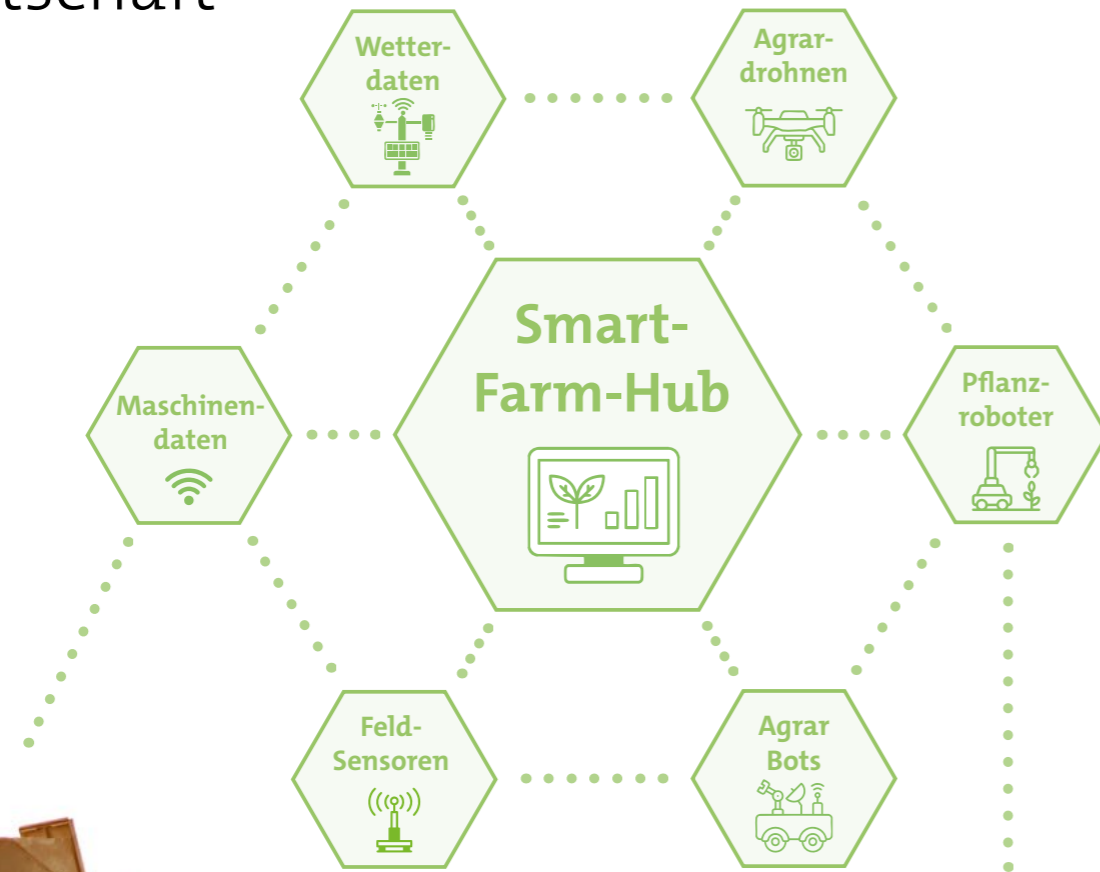 Wetter-
daten
Agrar-
drohnen
Smart-
Farm-Hub
Maschinen-
daten
Pflanz-
roboter
Feld-
Sensoren
Agrar
Bots